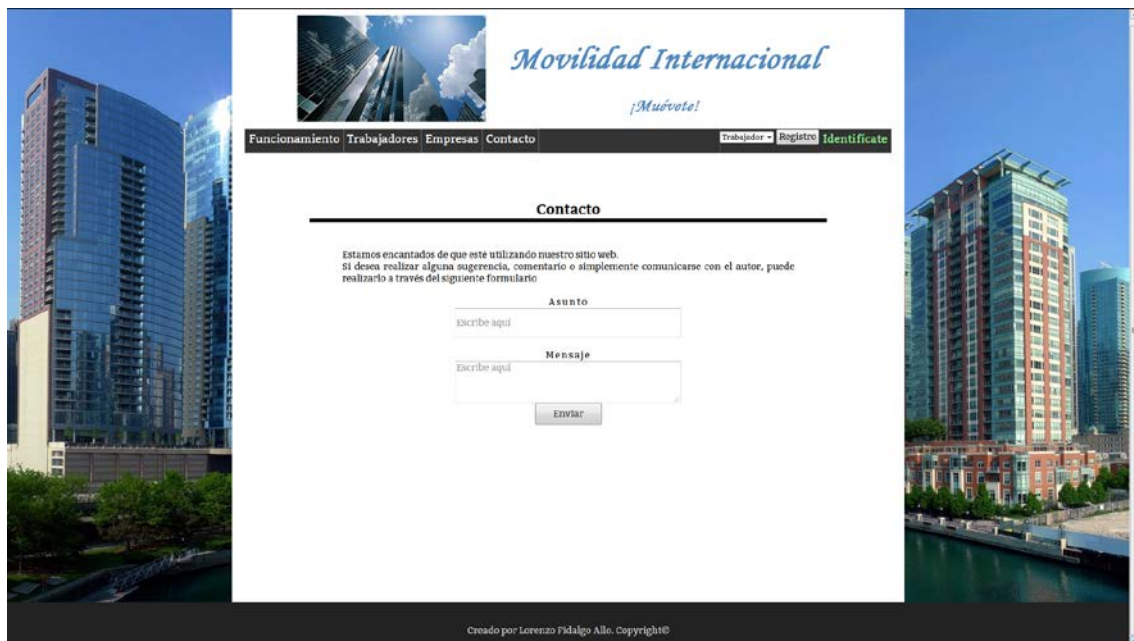 Movilidad Internacional
¡Muévete!
Funcionamiento Trabajadores Empresas Contacto Trabajador Registro Identifícate
Contacto
Estamos encantados de que esté utilizando nuestro sitio web.
Si desea realizar alguna sugerencia, comentario o simplemente comunicarse con el autor, puede
realizarlo a través del siguiente formulario
Asunto
Escribe aquí
Mensaje
Escribe aquí
Enviar
Creado por Lorenzo Fidalgo Allo. Copyright©